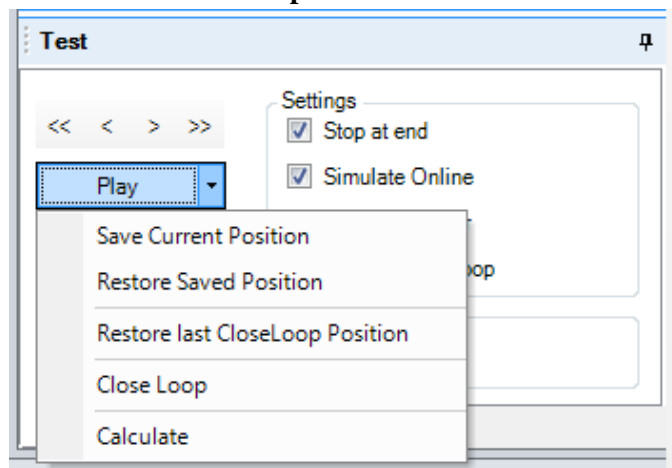 Test
<< < > >>
Settings
Stop at end
Simulate Online
Play
Save Current Position
Restore Saved Position
Restore last CloseLoop Position
Close Loop
Calculate